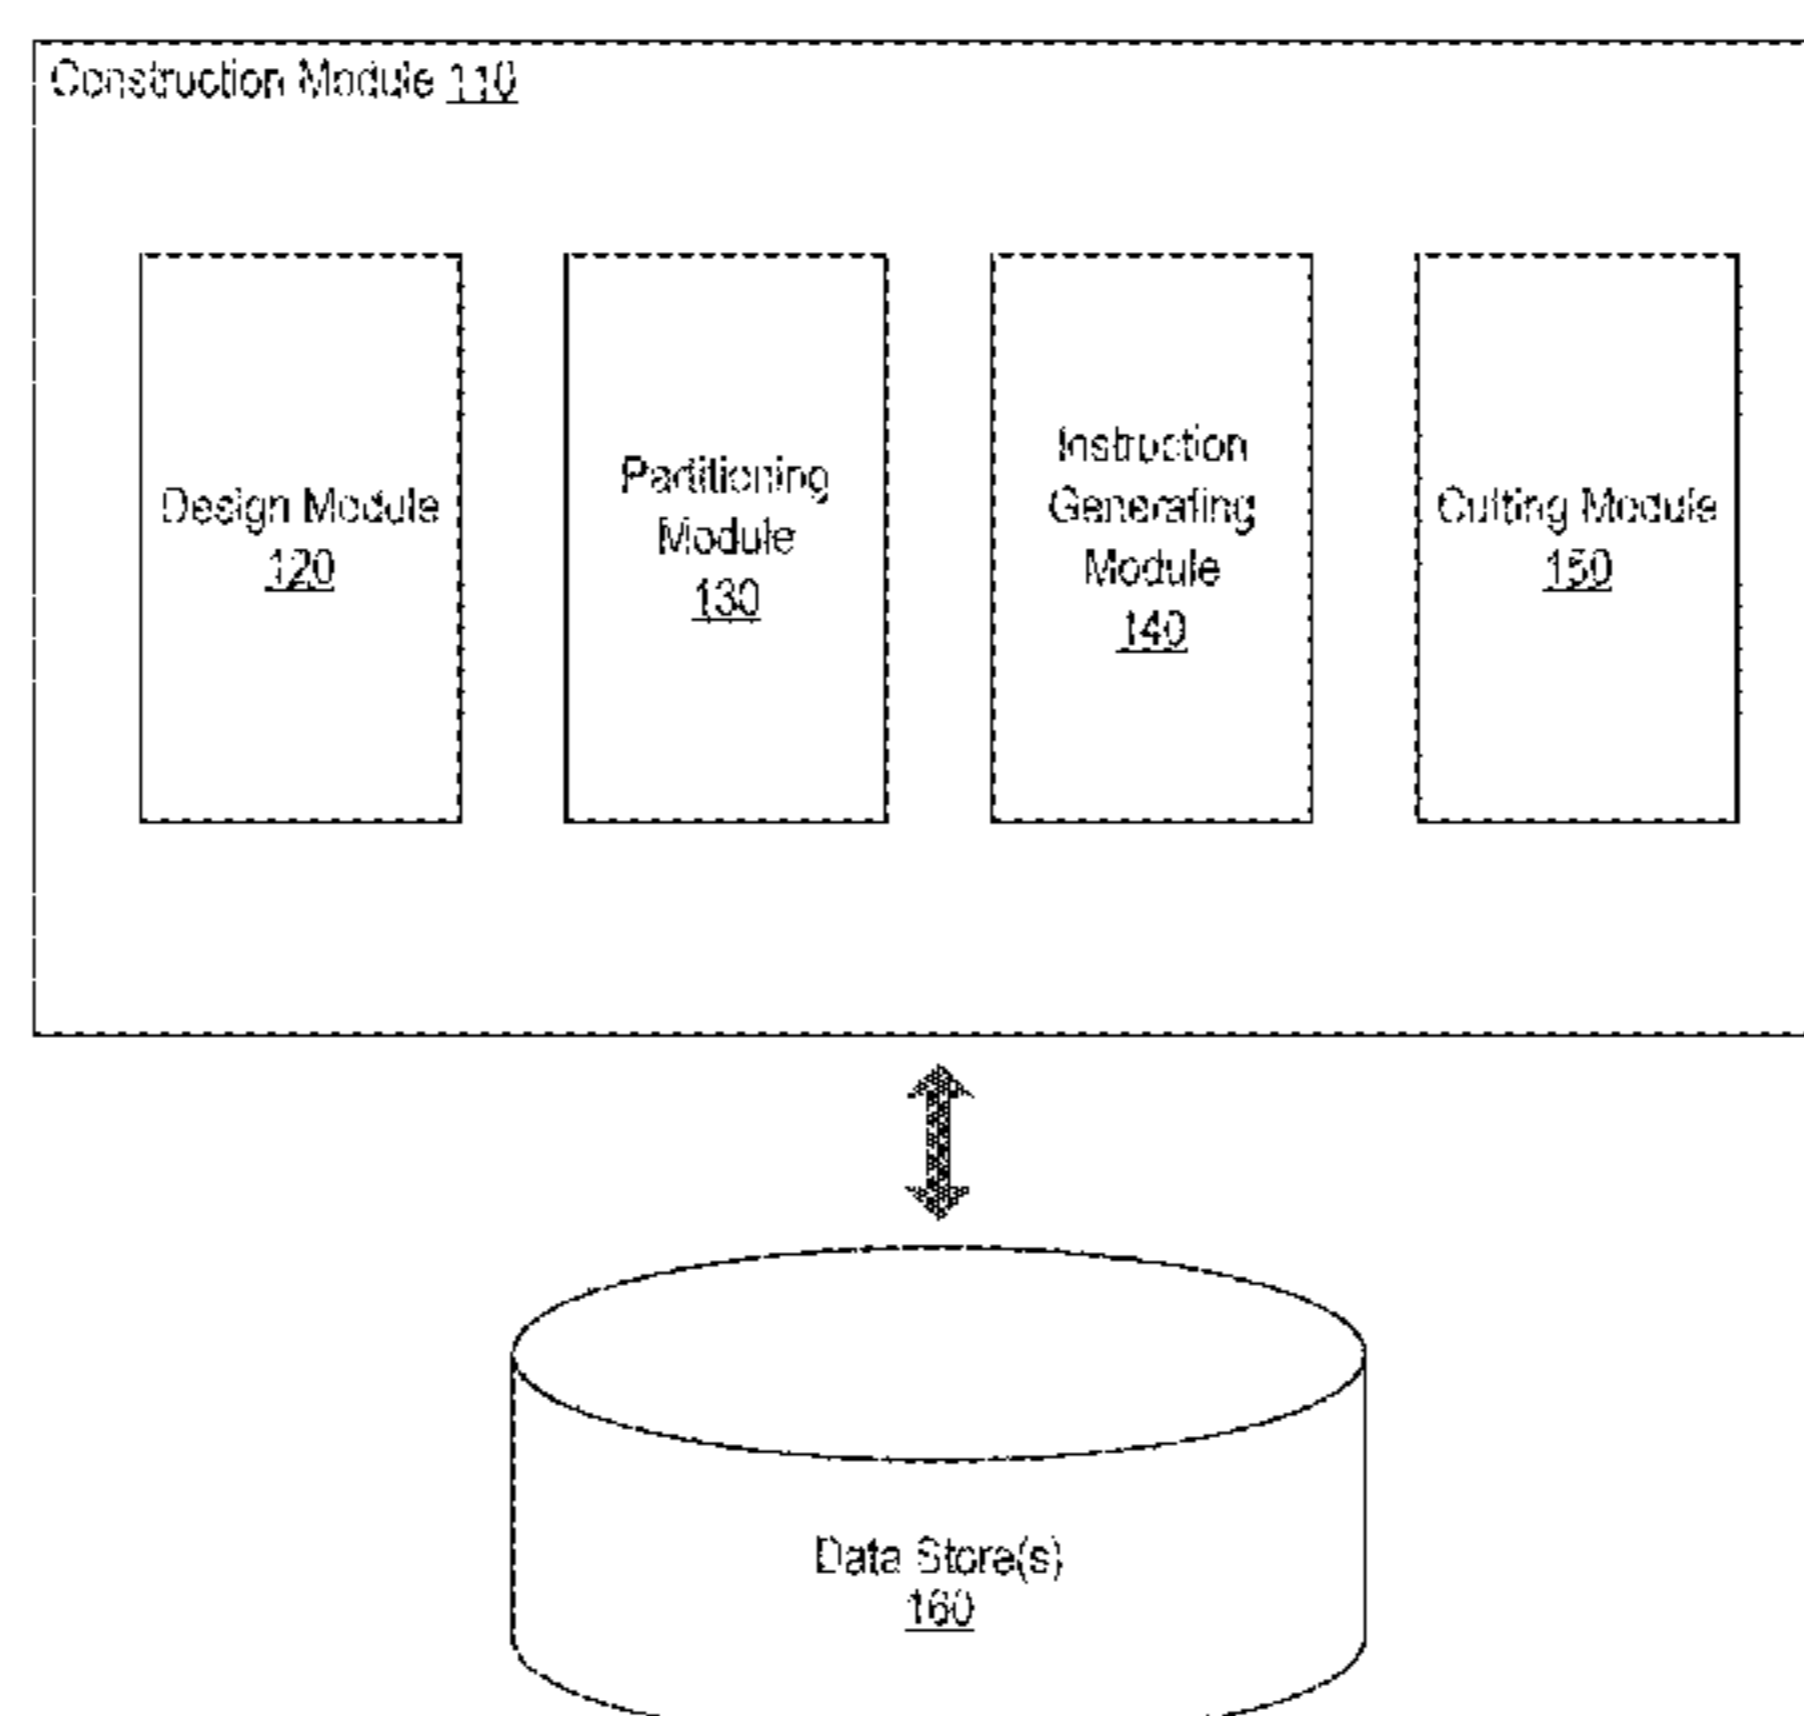 Construction Module 110
Design Module
120
Partitioning
Module
130
Instruction
Generating
Module
140
Cutting Module
150
Data Store(s)
160